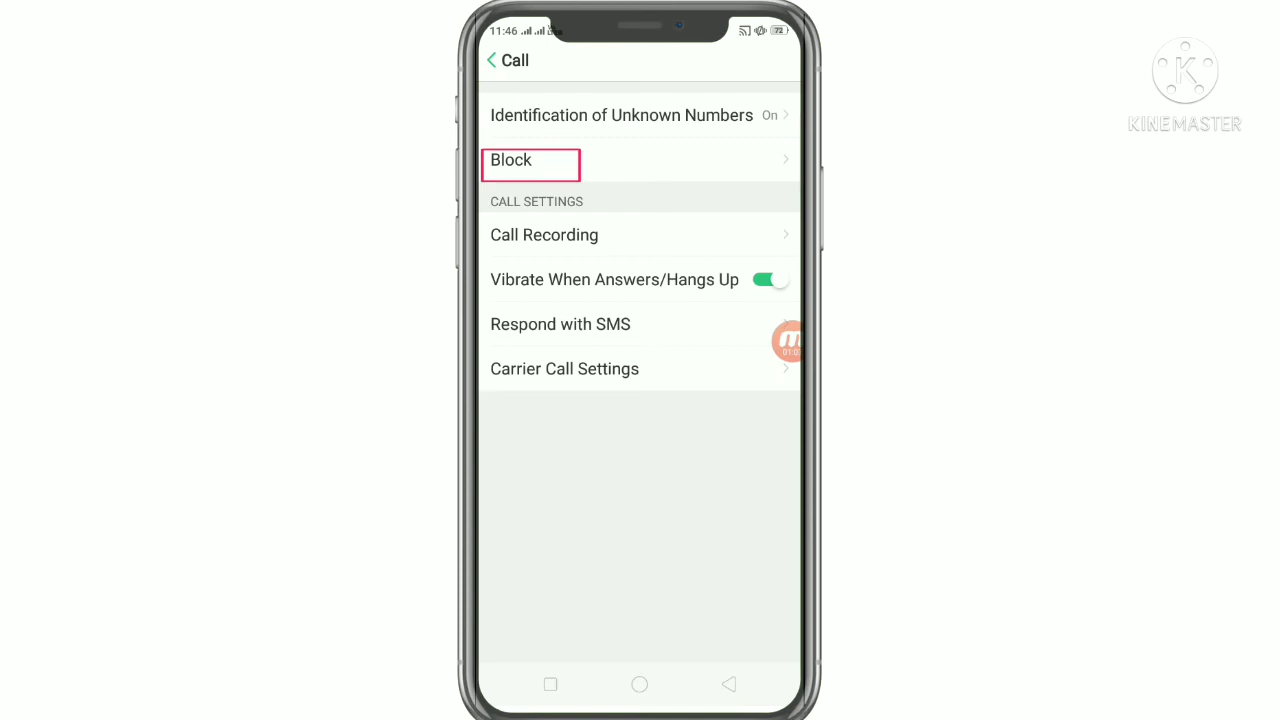 11:46
72
Call
Identification of Unknown Numbers On
Block
CALL SETTINGS
Call Recording
Vibrate When Answers/Hangs Up
Respond with SMS
Carrier Call Settings
K
KINEMASTER